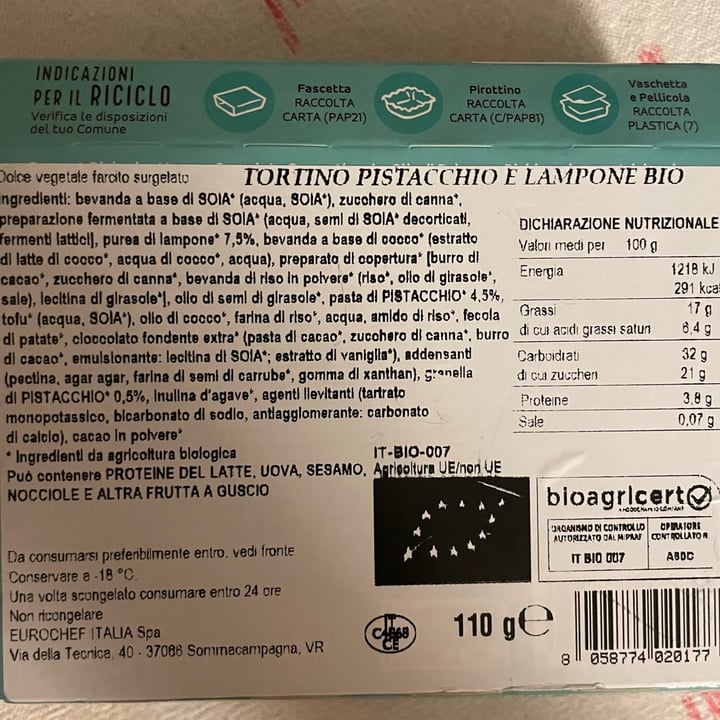 INDICAZIONI
PER IL RICICLO
Verifica le disposizioni
del tuo Comune
Fascetta
RACCOLTA
CARTA (PAP21)
Pirottino
RACCOLTA
CARTA (C/PAP81)
Vaschetta
e Pellicola
RACCOLTA
PLASTICA (7)
Dolce vegetale farcito surgelato
TORTINO PISTACCHIO E LAMPONE BIO
Ingredienti: bevanda a base di SOIA* (acqua, SOIA*), zucchero di canna*,
preparazione fermentata a base di SOIA* (acqua, semi di SOIA* decorticati,
fermenti lattici), purea di lampone* 7,5%, bevanda a base di cocco* (estratto
di latte di cocco*, acqua di cocco*, acqua), preparato di copertura* [burro di
cacao*, zucchero di canna*, bevanda di riso in polvere* (riso*, olio di girasole*,
sale), lecitina di girasole*], olio di semi di girasole*, pasta di PISTACCHIO* 4,5%,
tofu* (acqua, SOIA*), olio di cocco*, farina di riso*, acqua, amido di riso*, fecola
di patate*, cioccolato fondente extra* (pasta di cacao*, zucchero di canna*, burro
di cacao*, emulsionante: lecitina di SOIA*; estratto di vaniglia*), addensanti
(pectina, agar agar, farina di semi di carrube*, gomma di xanthan), granella
di PISTACCHIO* 0,5%, inulina d'agave*, agenti lievitanti (tartrato
monopotassico, bicarbonato di sodio, antiagglomerante: carbonato
di calcio), cacao in polvere*
* Ingredienti da agricoltura biologica
Può contenere PROTEINE DEL LATTE, UOVA, SESAMO,
NOCCIOLE E ALTRA FRUTTA A GUSCIO
DICHIARAZIONE NUTRIZIONALE
Valori medi per 100 g
Energia 1218 kJ
291 kcal
Grassi 17 g
di cui acidi grassi saturi 6,4 g
Carboidrati 32 g
di cui zuccheri 21 g
Proteine 3,8 g
Sale 0,07 g
IT-BIO-007
Agricoltura UE/non UE
bioagricert
ORGANISMO DI CONTROLLO
AUTORIZZATO DAL MIPAAF
IT BIO 007
OPERATORE
CONTROLLATO N
A8DC
Da consumarsi preferibilmente entro: vedi fronte
Conservare a -18 °C.
Una volta scongelato consumare entro 24 ore
Non ricongelare
EUROCHEF ITALIA Spa
Via della Tecnica, 40 - 37066 Sommacampagna, VR
IT
CE
110 g e
8 058774 020177